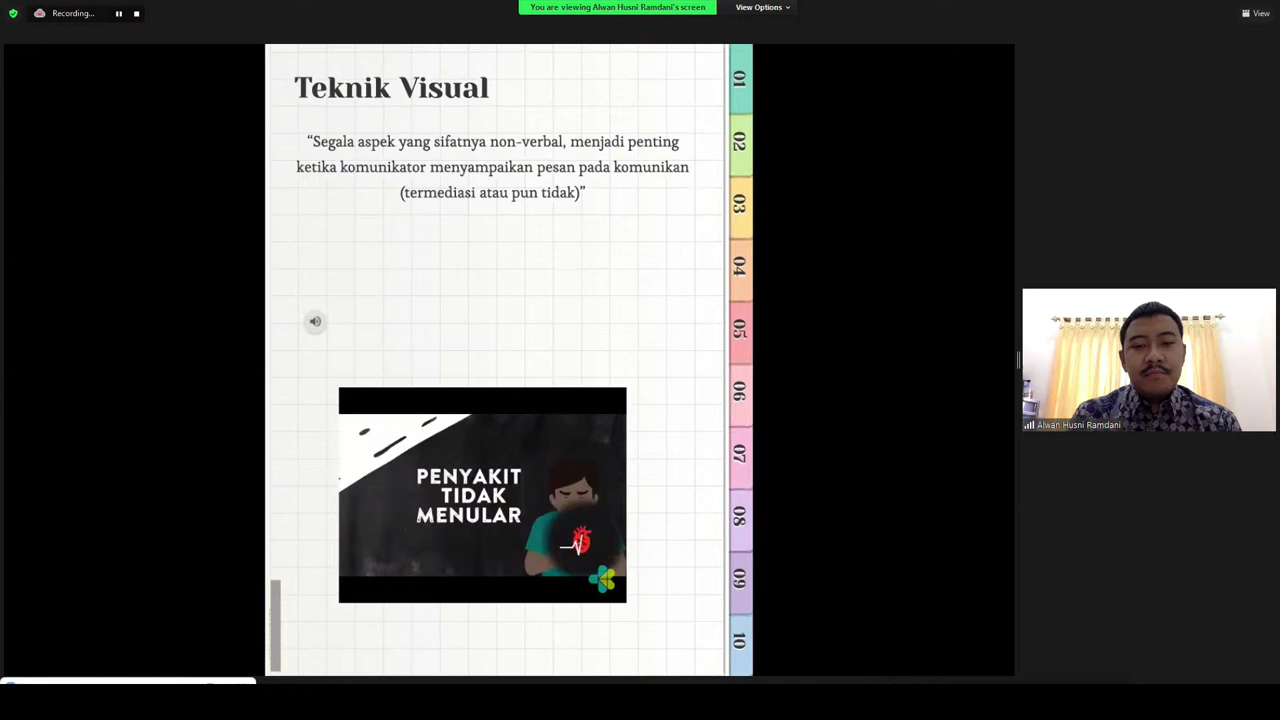 Recording...
You are viewing Alwan Husni Ramdani's screen
View Options
View
Teknik Visual
“Segala aspek yang sifatnya non-verbal, menjadi penting
ketika komunikator menyampaikan pesan pada komunikan
(termediasi atau pun tidak)”
01
02
03
04
05
06
07
08
09
10
PENYAKIT
TIDAK
MENULAR
Alwan Husni Ramdani